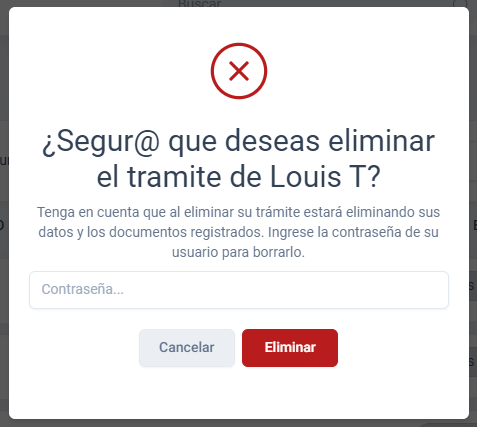 Buscar
¿Segur@ que deseas eliminar
el tramite de Louis T?
Tenga en cuenta que al eliminar su trámite estará eliminando sus
datos y los documentos registrados. Ingrese la contraseña de su
usuario para borrarlo.
Contraseña...
Cancelar
Eliminar